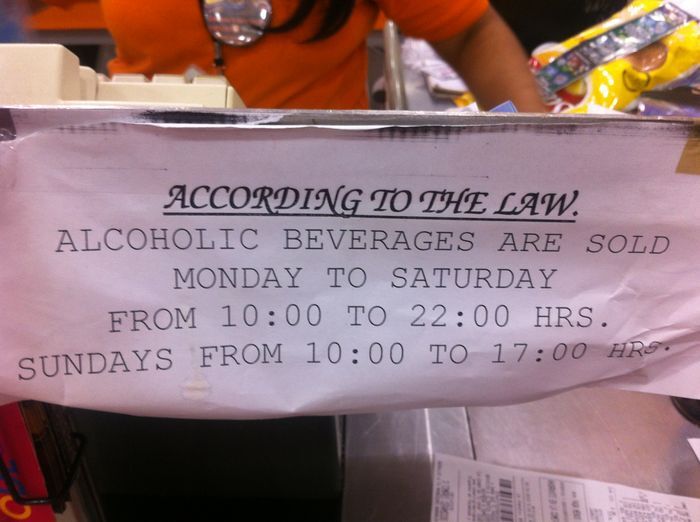 ACCORDING TO THE LAW.
ALCOHOLIC BEVERAGES ARE SOLD
MONDAY TO SATURDAY
FROM 10:00 TO 22:00 HRS.
SUNDAYS FROM 10:00 TO 17:00 HRS.